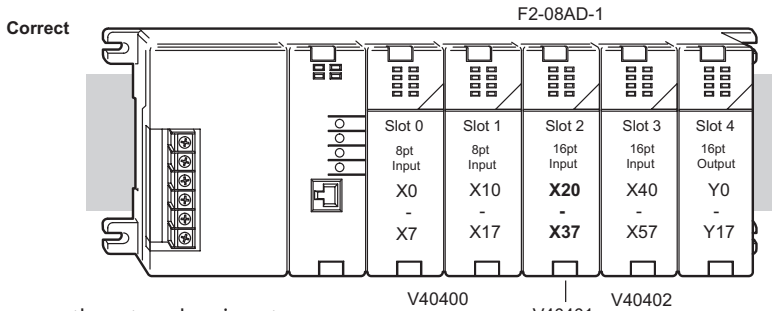 F2-08AD-1
Correct
Slot 0
8pt
Input
X0
-
X7
Slot 1
8pt
Input
X10
-
X17
Slot 2
16pt
Input
X20
-
X37
Slot 3
16pt
Input
X40
-
X57
Slot 4
16pt
Output
Y0
-
Y17
V40400
V40402